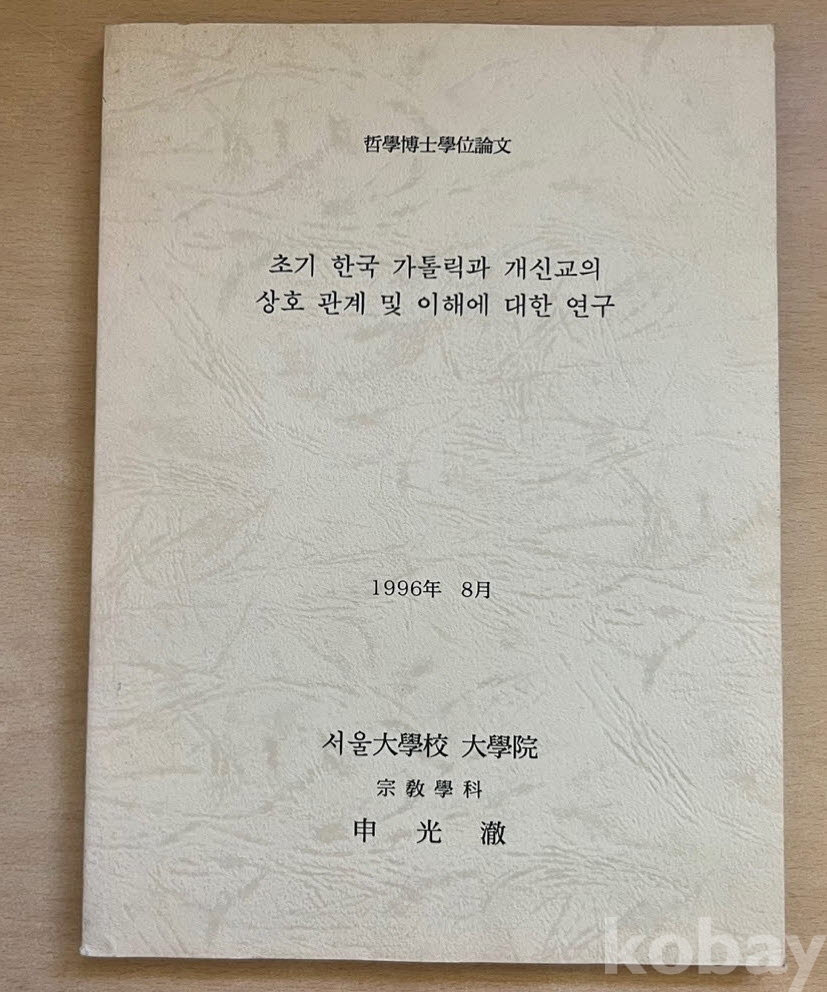 哲學博士學位論文
초기 한국 가톨릭과 개신교의
상호 관계 및 이해에 대한 연구
1996年 8月
서울大學校 大學院
宗敎學科
申光澈
kobay